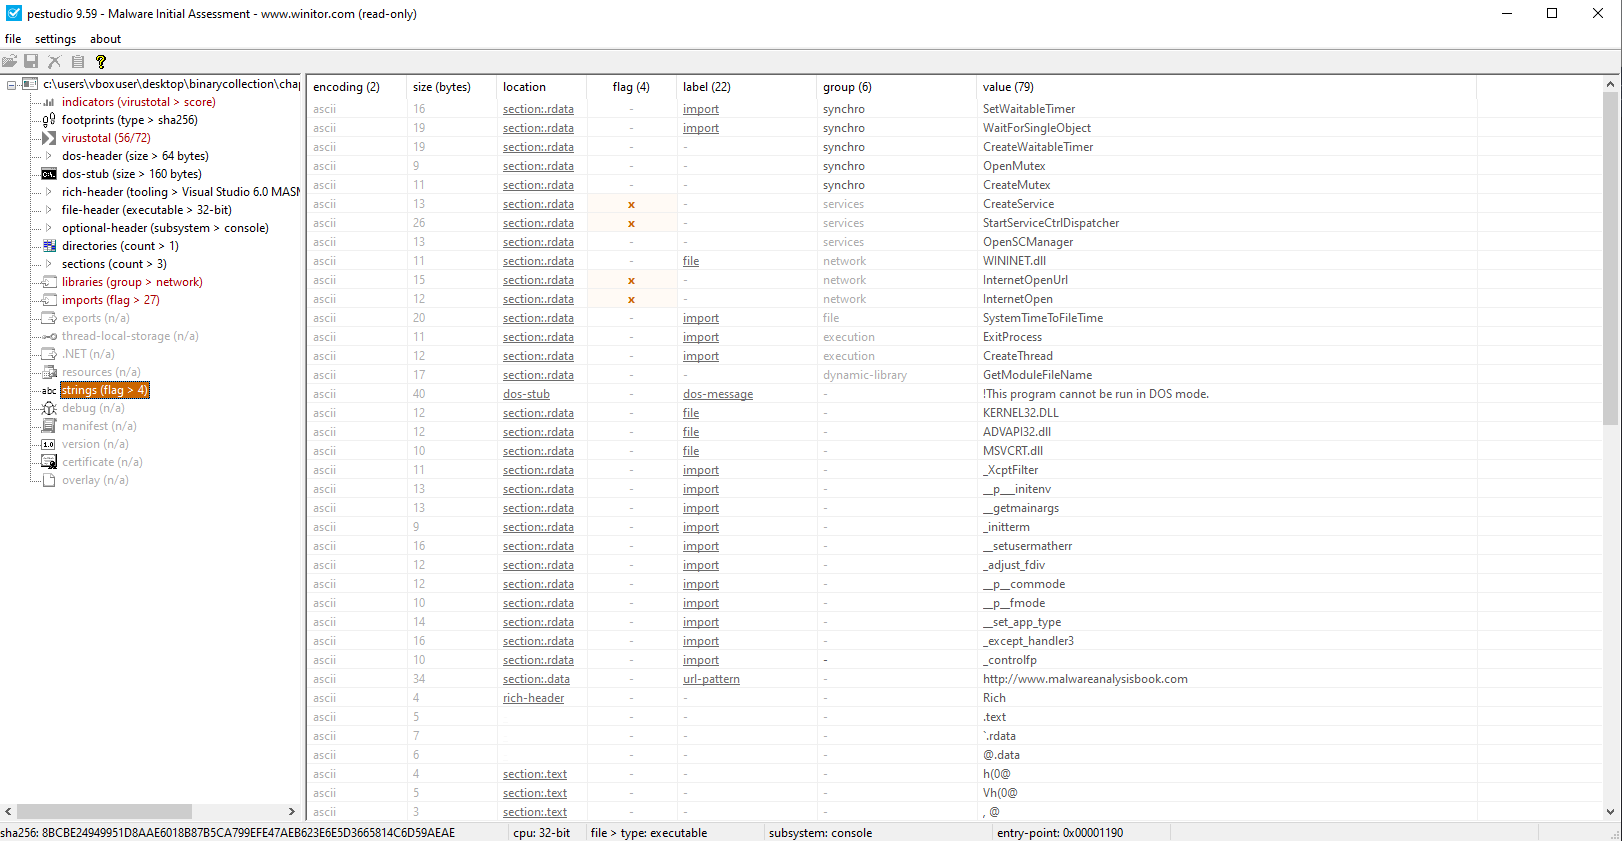 pestudio 9.59 - Malware Initial Assessment - www.winitor.com (read-only)
file settings about
c:\users\vboxuser\desktop\binarycollection\chap
indicators (virustotal > score)
footprints (type > sha256)
virustotal (56/72)
dos-header (size > 64 bytes)
dos-stub (size > 160 bytes)
rich-header (tooling > Visual Studio 6.0 MASM
file-header (executable > 32-bit)
optional-header (subsystem > console)
directories (count > 1)
sections (count > 3)
libraries (group > network)
imports (flag > 27)
exports (n/a)
thread-local-storage (n/a)
.NET (n/a)
resources (n/a)
abc strings (flag > 4)
debug (n/a)
manifest (n/a)
1.0 version (n/a)
certificate (n/a)
overlay (n/a)
encoding (2) size (bytes) location flag (4) label (22) group (6) value (79)
ascii 16 section:.rdata - import synchro SetWaitableTimer
ascii 19 section:.rdata - import synchro WaitForSingleObject
ascii 19 section:.rdata - - synchro CreateWaitableTimer
ascii 9 section:.rdata - - synchro OpenMutex
ascii 11 section:.rdata - - synchro CreateMutex
ascii 13 section:.rdata x - services CreateService
ascii 26 section:.rdata x - services StartServiceCtrlDispatcher
ascii 13 section:.rdata - - services OpenSCManager
ascii 11 section:.rdata - file network WININET.dll
ascii 15 section:.rdata x - network InternetOpenUrl
ascii 12 section:.rdata x - network InternetOpen
ascii 20 section:.rdata - import file SystemTimeToFileTime
ascii 11 section:.rdata - import execution ExitProcess
ascii 12 section:.rdata - import execution CreateThread
ascii 17 section:.rdata - - dynamic-library GetModuleFileName
ascii 40 dos-stub - dos-message - !This program cannot be run in DOS mode.
ascii 12 section:.rdata - file - KERNEL32.DLL
ascii 12 section:.rdata - file - ADVAPI32.dll
ascii 10 section:.rdata - file - MSVCRT.dll
ascii 11 section:.rdata - import - _XcptFilter
ascii 13 section:.rdata - import - __p___initenv
ascii 13 section:.rdata - import - __getmainargs
ascii 9 section:.rdata - import - _initterm
ascii 16 section:.rdata - import - __setusermatherr
ascii 12 section:.rdata - import - _adjust_fdiv
ascii 12 section:.rdata - import - __p__commode
ascii 10 section:.rdata - import - __p__fmode
ascii 14 section:.rdata - import - __set_app_type
ascii 16 section:.rdata - import - _except_handler3
ascii 10 section:.rdata - import - _controlfp
ascii 34 section:.data - url-pattern - http://www.malwareanalysisbook.com
ascii 4 rich-header - - - Rich
ascii 5 - - - .text
ascii 7 - - - `.rdata
ascii 6 - - - @.data
ascii 4 section:.text - - - h(0@
ascii 5 section:.text - - - Vh(0@
ascii 3 section:.text - - - , @
sha256: 8BCBE24949951D8AAE6018B87B5CA799EFE47AEB623E6E5D3665814C6D59AEAE cpu: 32-bit file > type: executable subsystem: console entry-point: 0x00001190